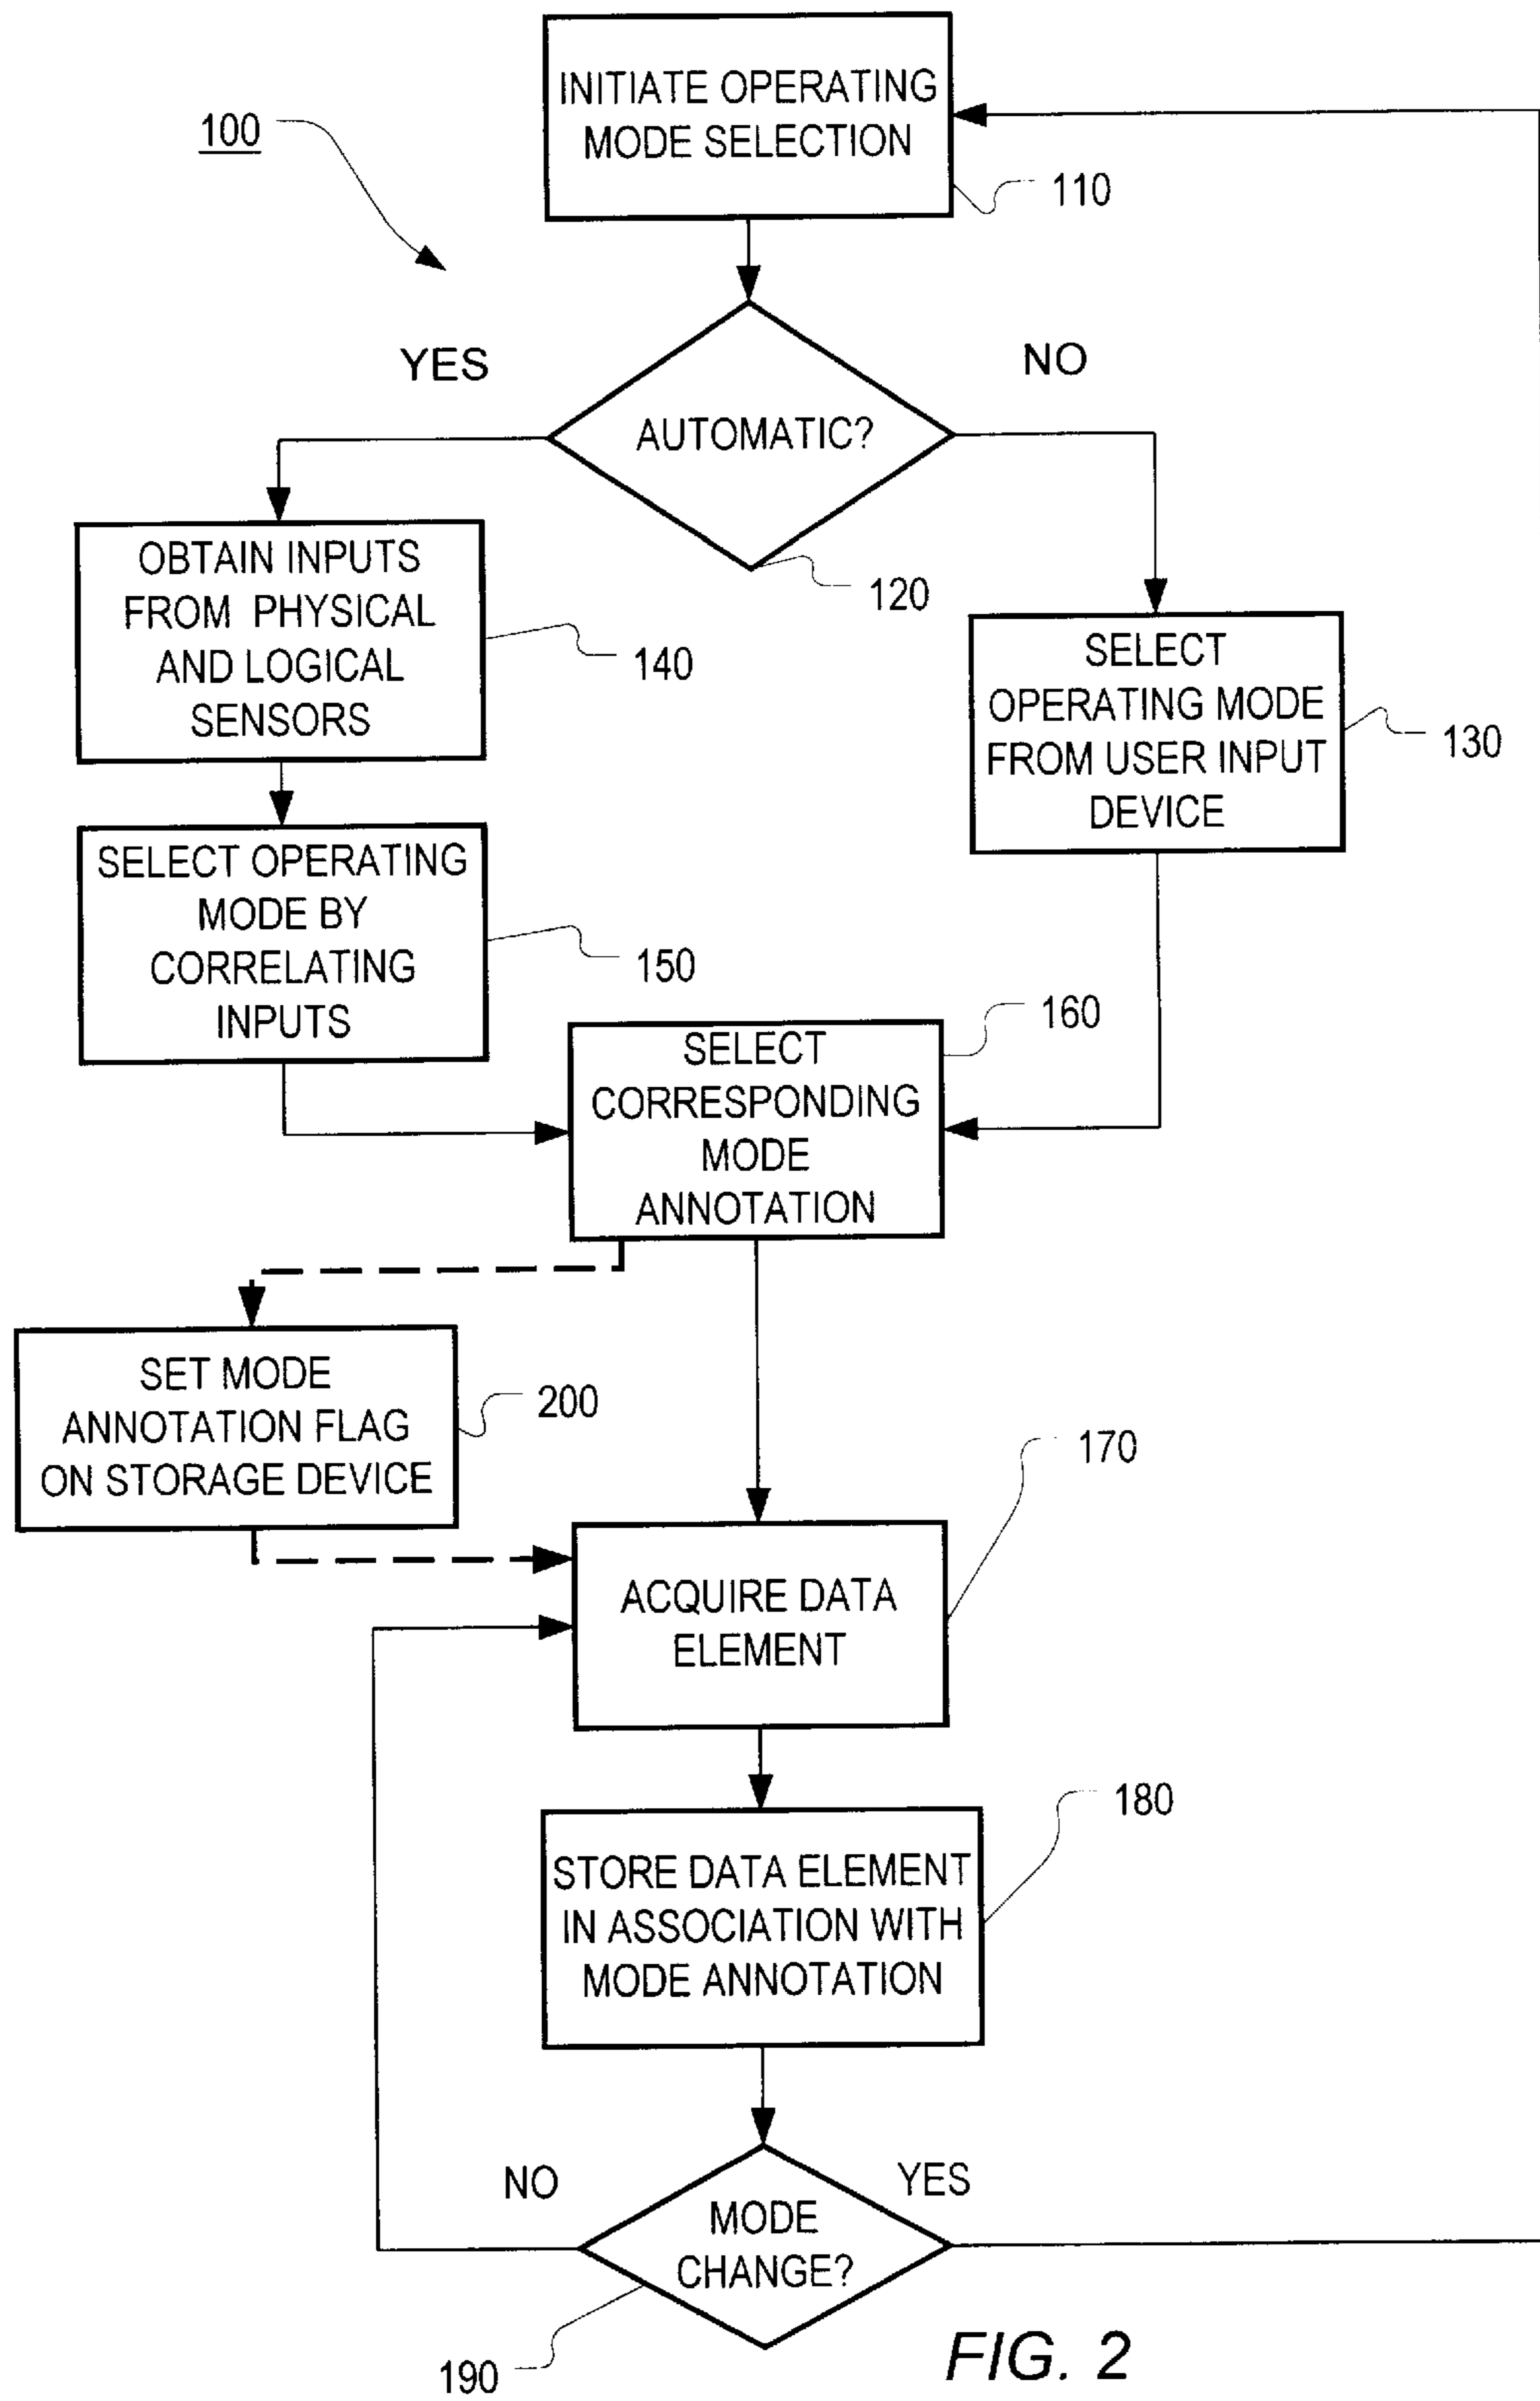 INITIATE OPERATING
MODE SELECTION
100
110
YES
NO
AUTOMATIC?
120
OBTAIN INPUTS
FROM PHYSICAL
AND LOGICAL
SENSORS
140
SELECT
OPERATING MODE
FROM USER INPUT
DEVICE
130
SELECT OPERATING
MODE BY
CORRELATING
INPUTS
150
160
SELECT
CORRESPONDING
MODE
ANNOTATION
SET MODE
ANNOTATION FLAG
ON STORAGE DEVICE
200
170
ACQUIRE DATA
ELEMENT
180
STORE DATA ELEMENT
IN ASSOCIATION WITH
MODE ANNOTATION
NO
YES
MODE
CHANGE?
190
FIG. 2